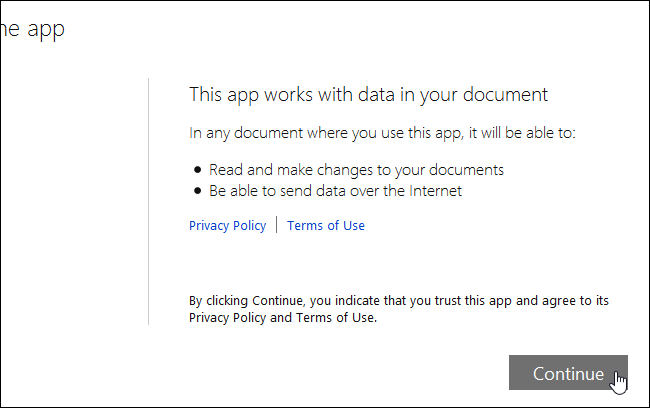 he app
This app works with data in your document
In any document where you use this app, it will be able to:
● Read and make changes to your documents
● Be able to send data over the Internet
Privacy Policy | Terms of Use
By clicking Continue, you indicate that you trust this app and agree to its
Privacy Policy and Terms of Use.
Continue